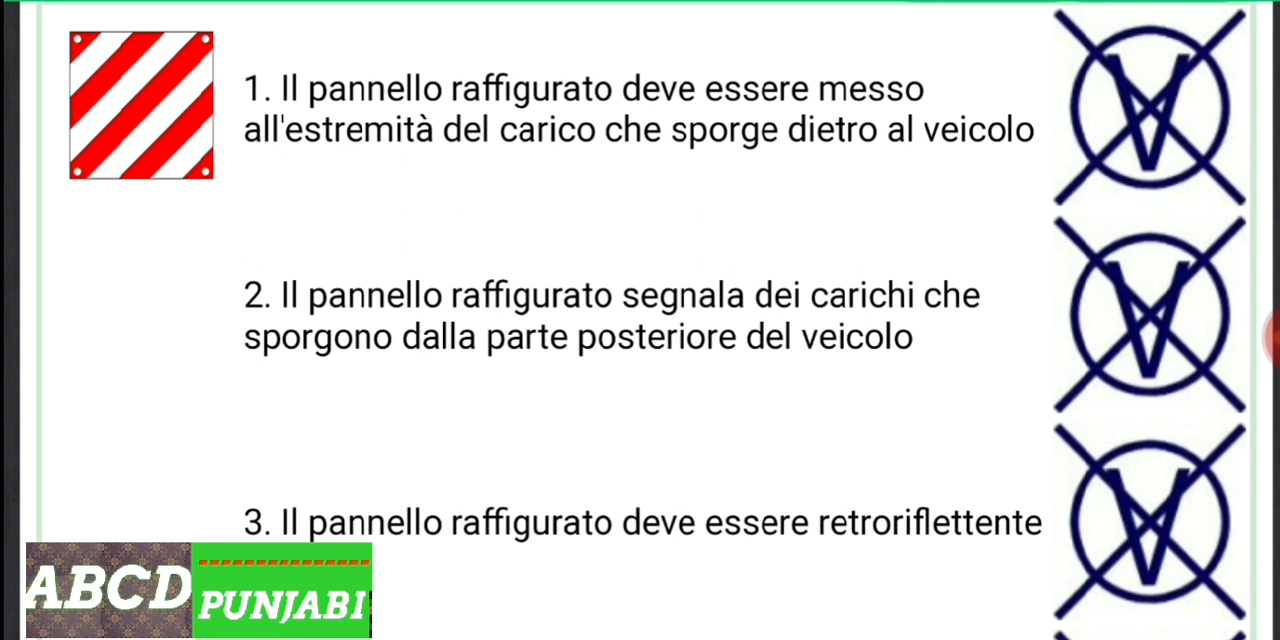 1. Il pannello raffigurato deve essere messo
all'estremità del carico che sporge dietro al veicolo
V
2. Il pannello raffigurato segnala dei carichi che
sporgono dalla parte posteriore del veicolo
V
3. Il pannello raffigurato deve essere retroriflettente
V
ABCD PUNJABI